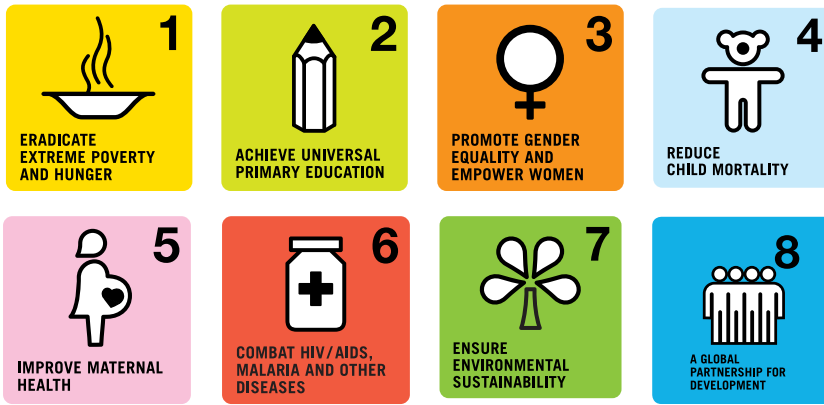 1
ERADICATE
EXTREME POVERTY
AND HUNGER
2
ACHIEVE UNIVERSAL
PRIMARY EDUCATION
3
PROMOTE GENDER
EQUALITY AND
EMPOWER WOMEN
4
REDUCE
CHILD MORTALITY
5
IMPROVE MATERNAL
HEALTH
6
COMBAT HIV/AIDS,
MALARIA AND OTHER
DISEASES
7
ENSURE
ENVIRONMENTAL
SUSTAINABILITY
8
A GLOBAL
PARTNERSHIP FOR
DEVELOPMENT